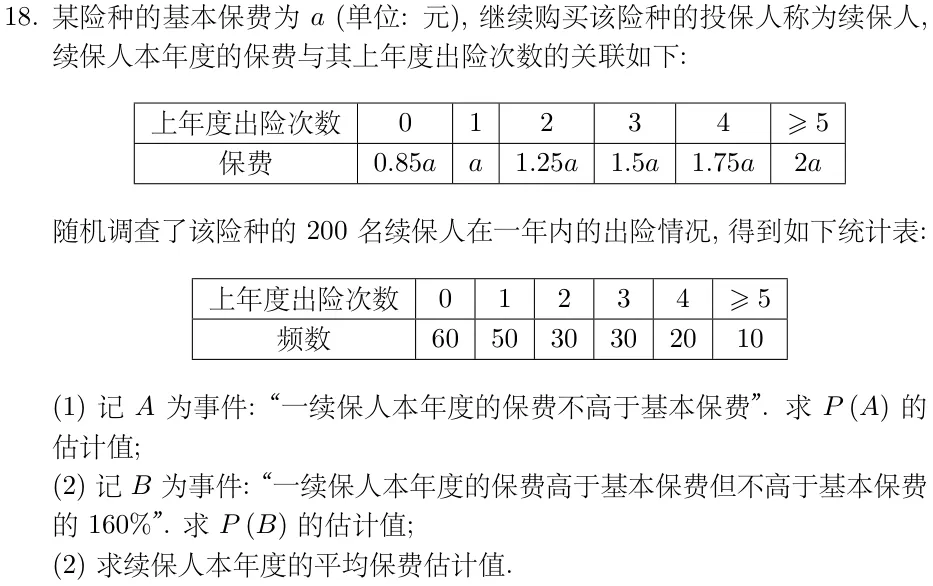 18. 某险种的基本保费为 a (单位: 元), 继续购买该险种的投保人称为续保人,
续保人本年度的保费与其上年度出险次数的关联如下:
上年度出险次数 0 1 2 3 4 ⩾ 5
保费 0.85a a 1.25a 1.5a 1.75a 2a
随机调查了该险种的 200 名续保人在一年内的出险情况, 得到如下统计表:
上年度出险次数 0 1 2 3 4 ⩾ 5
频数 60 50 30 30 20 10
(1) 记 A 为事件: “一续保人本年度的保费不高于基本保费”. 求 P (A) 的
估计值;
(2) 记 B 为事件: “一续保人本年度的保费高于基本保费但不高于基本保费
的 160%”. 求 P (B) 的估计值;
(2) 求续保人本年度的平均保费估计值.